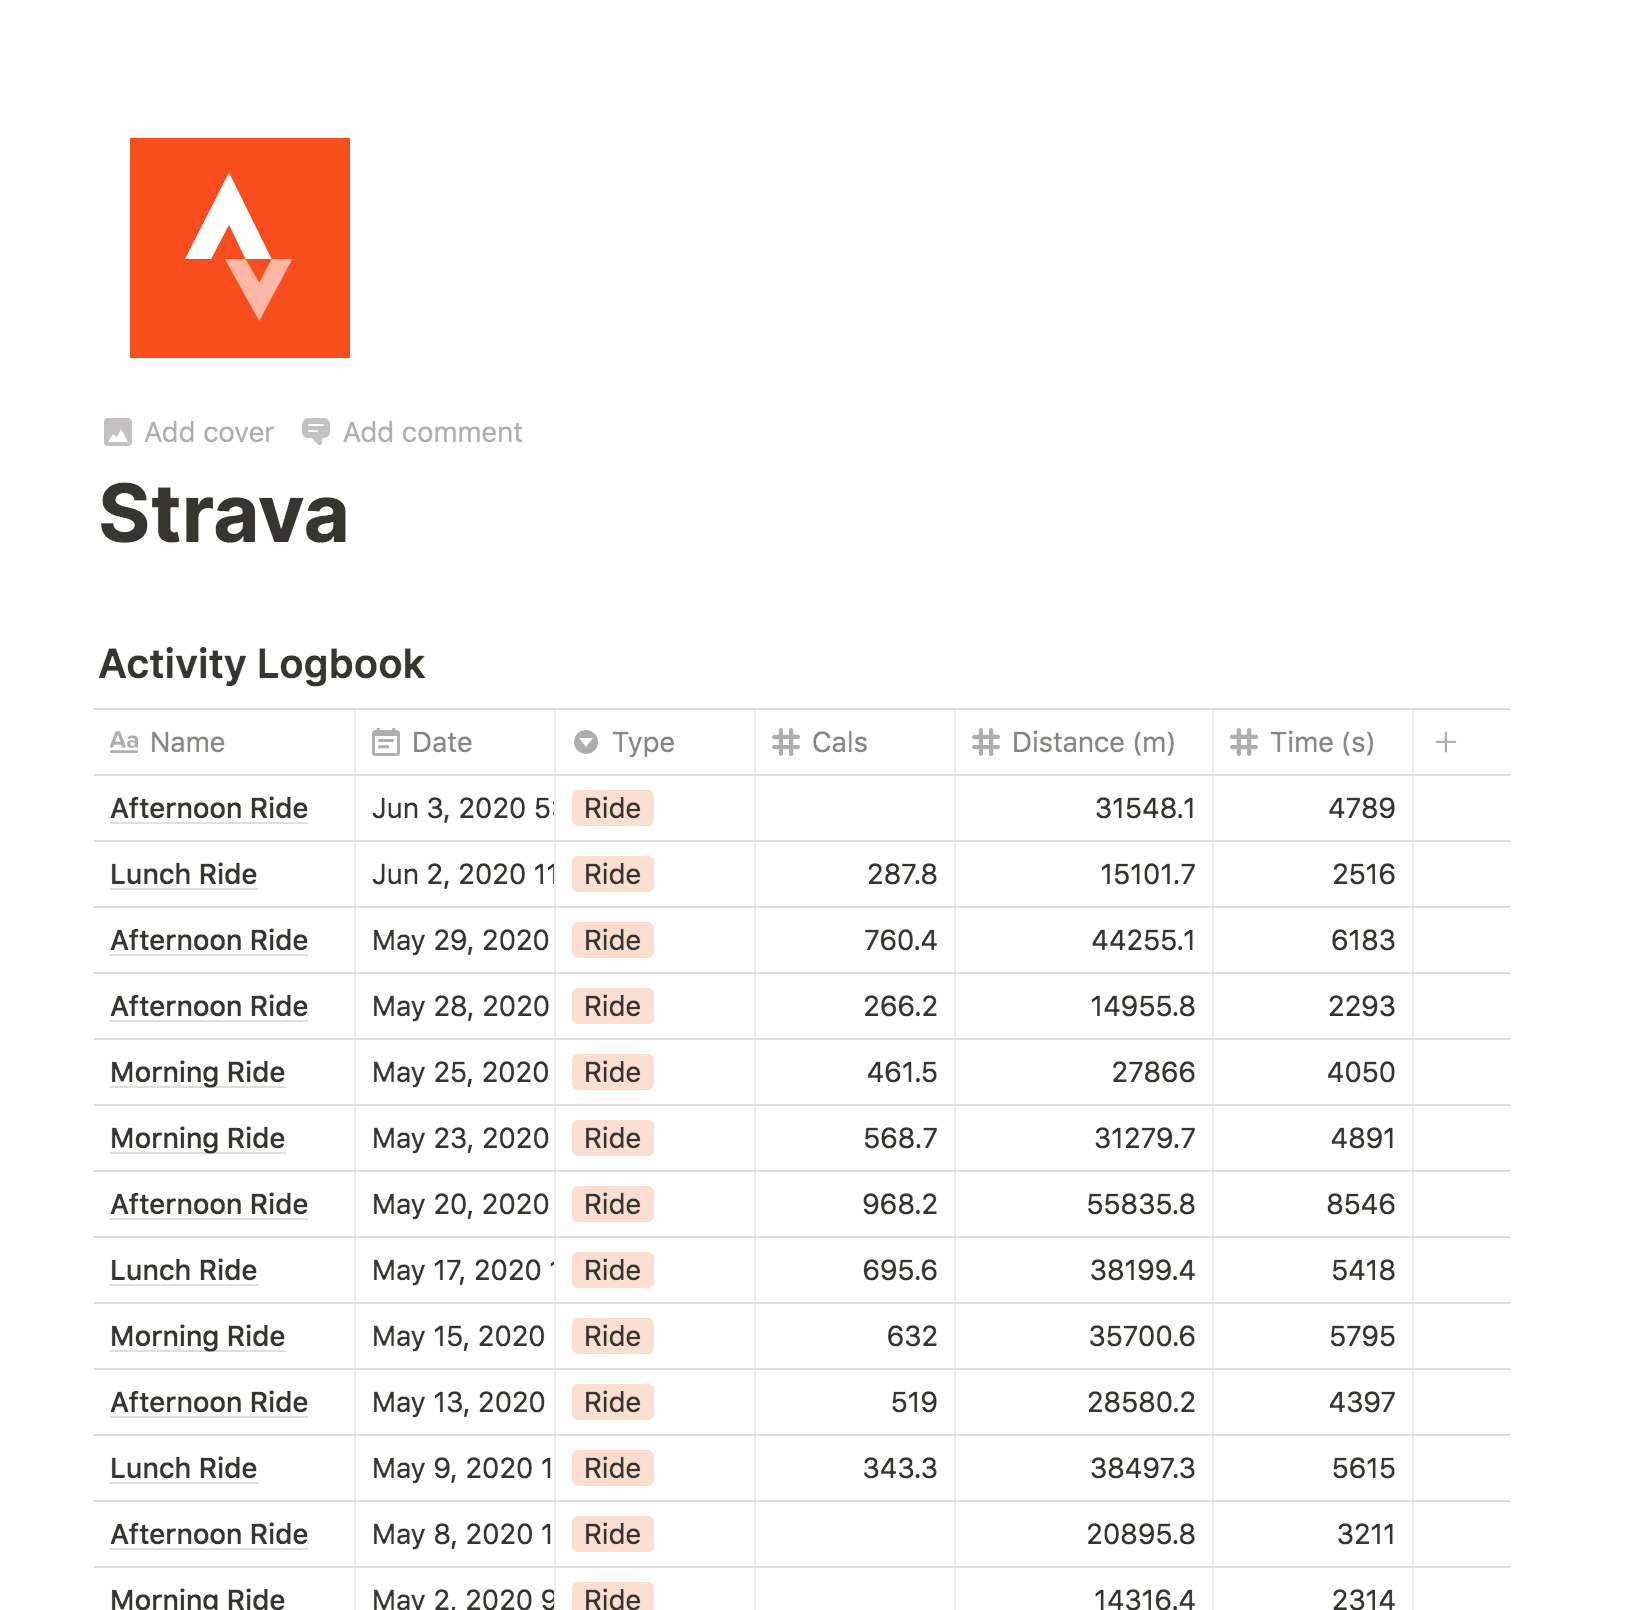 Add cover Add comment
Strava
Activity Logbook
Aa Name Date Type # Cals # Distance (m) # Time (s) +
Afternoon Ride Jun 3, 2020 5: Ride 31548.1 4789
Lunch Ride Jun 2, 2020 11 Ride 287.8 15101.7 2516
Afternoon Ride May 29, 2020 Ride 760.4 44255.1 6183
Afternoon Ride May 28, 2020 Ride 266.2 14955.8 2293
Morning Ride May 25, 2020 Ride 461.5 27866 4050
Morning Ride May 23, 2020 Ride 568.7 31279.7 4891
Afternoon Ride May 20, 2020 Ride 968.2 55835.8 8546
Lunch Ride May 17, 2020 Ride 695.6 38199.4 5418
Morning Ride May 15, 2020 Ride 632 35700.6 5795
Afternoon Ride May 13, 2020 Ride 519 28580.2 4397
Lunch Ride May 9, 2020 1 Ride 343.3 38497.3 5615
Afternoon Ride May 8, 2020 1 Ride 20895.8 3211
Morning Ride May 2, 2020 9 Ride 14316.4 2314